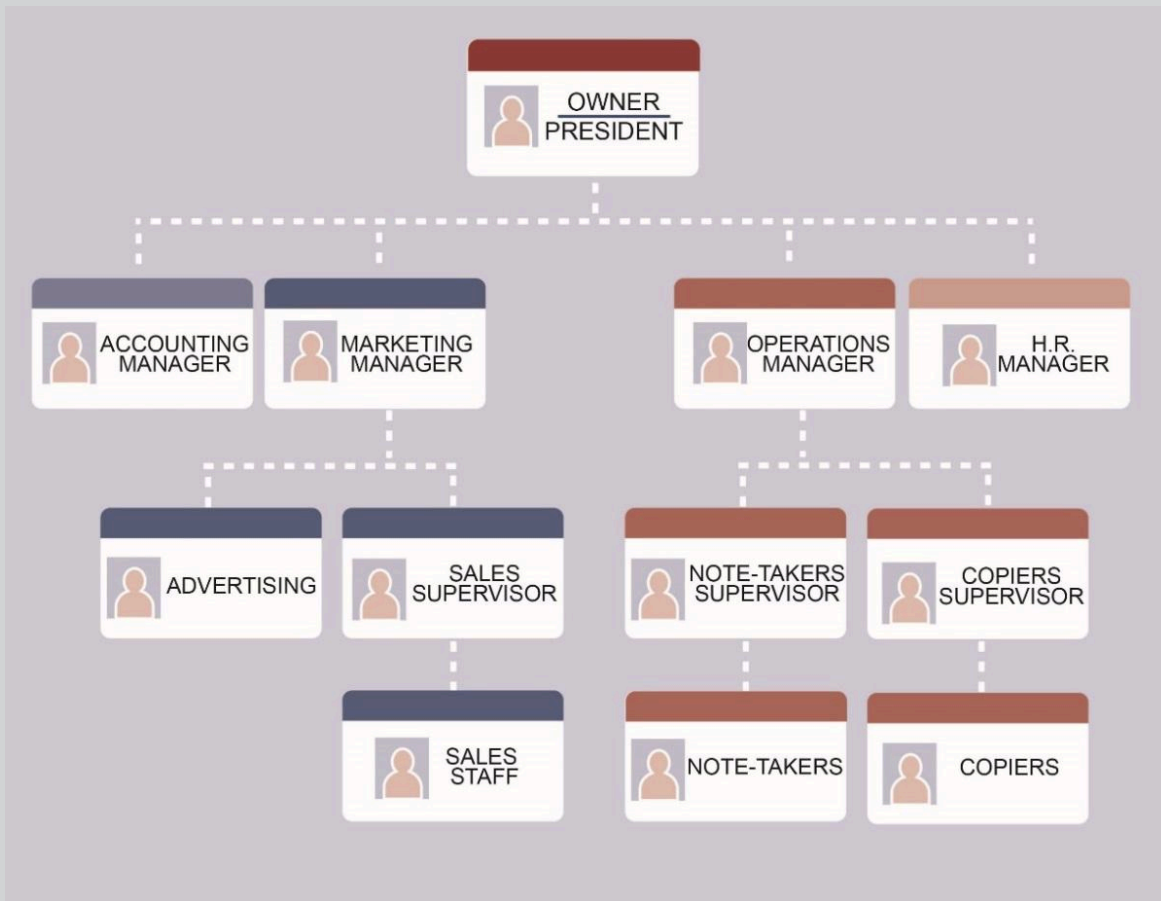 OWNER
PRESIDENT
ACCOUNTING
MANAGER
MARKETING
MANAGER
OPERATIONS
MANAGER
H.R.
MANAGER
ADVERTISING
SALES
SUPERVISOR
NOTE-TAKERS
SUPERVISOR
COPIERS
SUPERVISOR
SALES
STAFF
NOTE-TAKERS
COPIERS